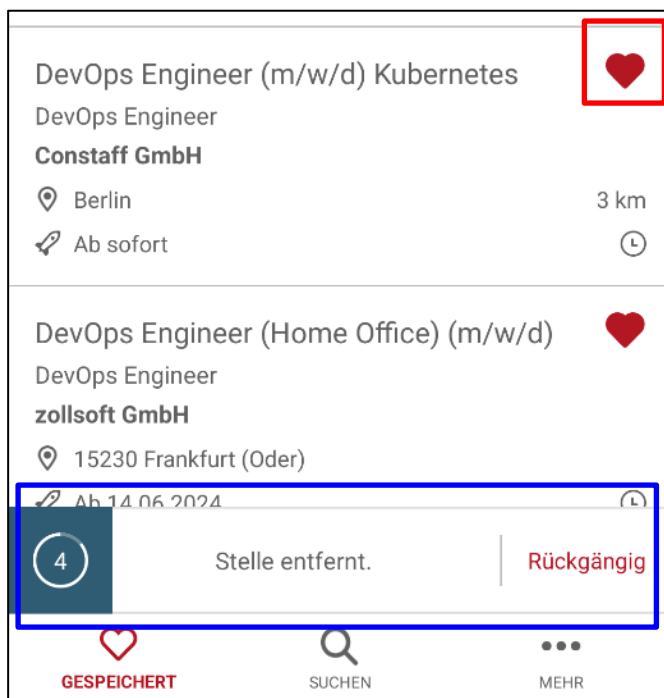 DevOps Engineer (m/w/d) Kubernetes
DevOps Engineer
Constaff GmbH
Berlin 3 km
Ab sofort
DevOps Engineer (Home Office) (m/w/d)
DevOps Engineer
zollsoft GmbH
15230 Frankfurt (Oder)
Ab 14.06.2024
4 Stelle entfernt. Rückgängig
GESPEICHERT SUCHEN MEHR